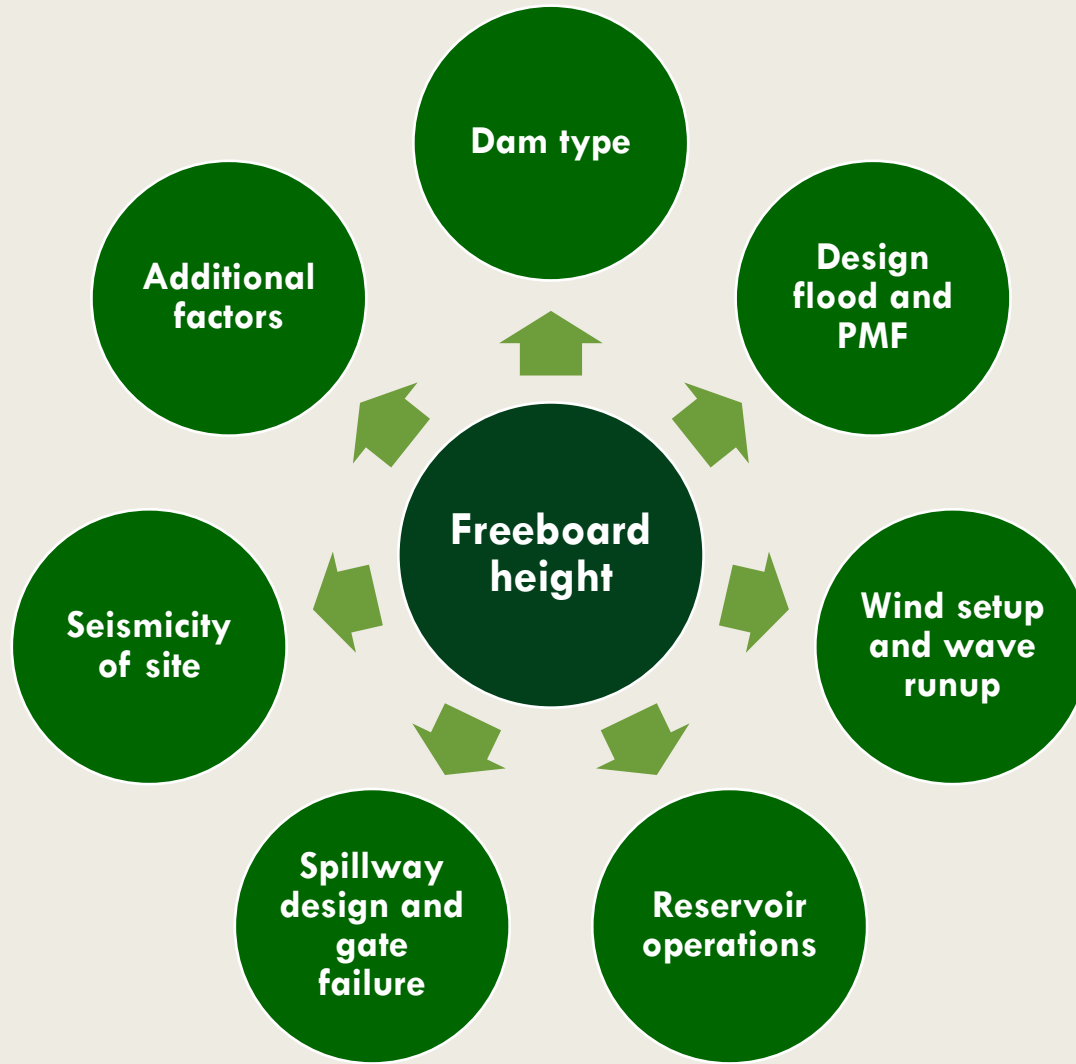 Dam type
Design
flood and
PMF
Wind setup
and wave
runup
Reservoir
operations
Spillway
design and
gate
failure
Seismicity
of site
Additional
factors
Freeboard
height